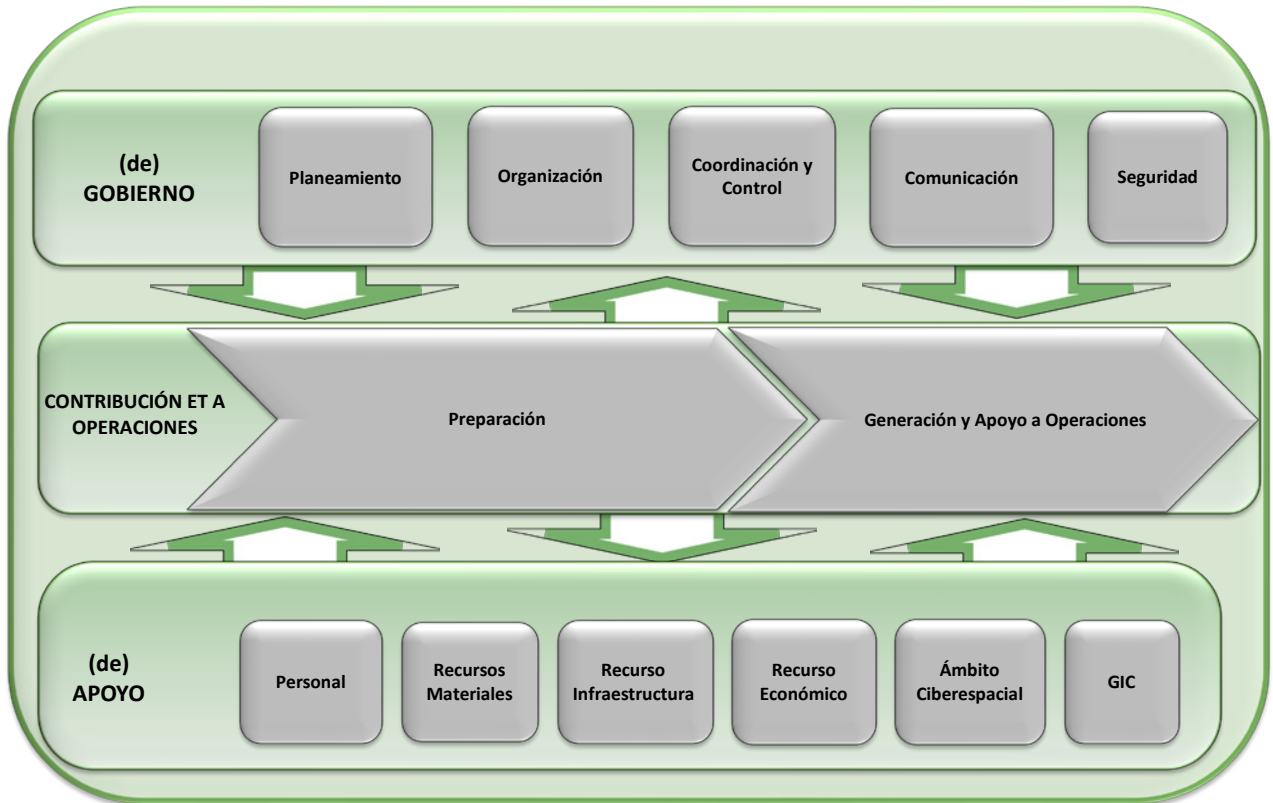 (de)
GOBIERNO
Planeamiento
Organización
Coordinación y
Control
Comunicación
Seguridad
CONTRIBUCIÓN ET A
OPERACIONES
Preparación
Generación y Apoyo a Operaciones
(de)
APOYO
Personal
Recursos
Materiales
Recurso
Infraestructura
Recurso
Económico
Ámbito
Ciberespacial
GIC